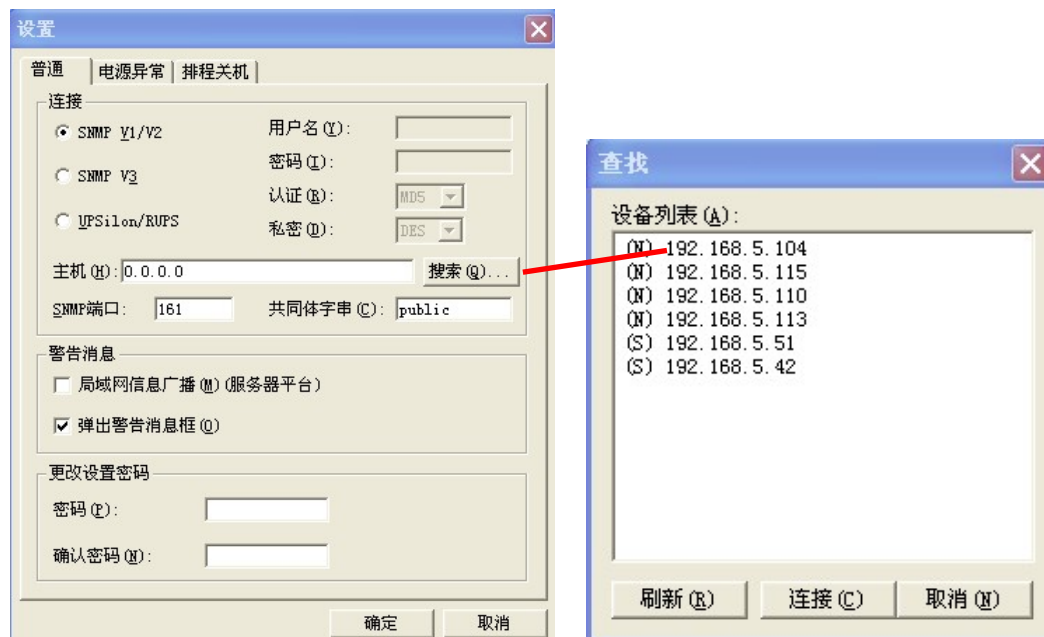 设置
普通 电源异常 排程关机
连接
SNMP V1/V2 用户名(Y):
密码(T):
SNMP V3
认证(R): MD5
UPSilon/RUPS
私密(D): DES
主机(H): 0.0.0.0 搜索(Q)...
SNMP端口: 161 共同体字串(C): public
警告消息
局域网信息广播(M)(服务器平台)
弹出警告消息框(O)
更改设置密码
密码(P):
确认密码(N):
确定 取消
查找
设备列表(A):
(N) 192.168.5.104
(N) 192.168.5.115
(N) 192.168.5.110
(N) 192.168.5.113
(S) 192.168.5.51
(S) 192.168.5.42
刷新(R) 连接(C) 取消(N)